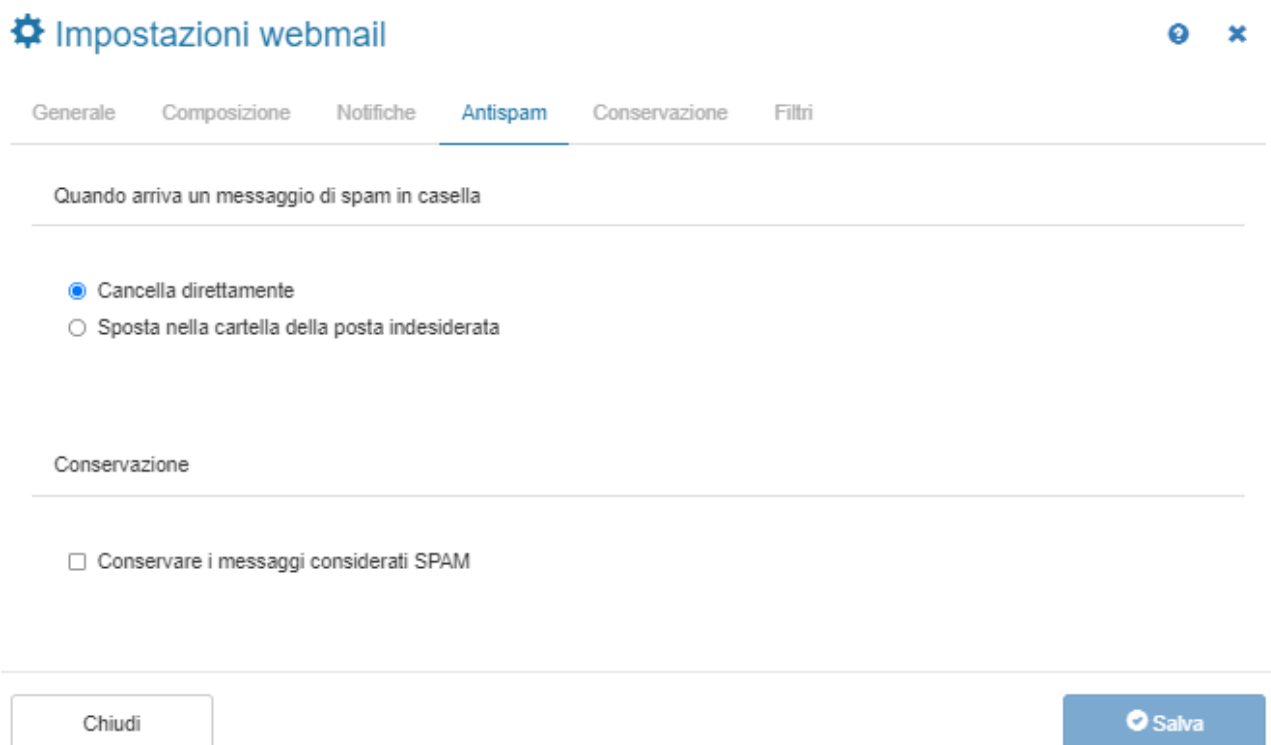 Impostazioni webmail
Generale Composizione Notifiche Antispam Conservazione Filtri
Quando arriva un messaggio di spam in casella
Cancella direttamente
Sposta nella cartella della posta indesiderata
Conservazione
Conservare i messaggi considerati SPAM
Chiudi Salva